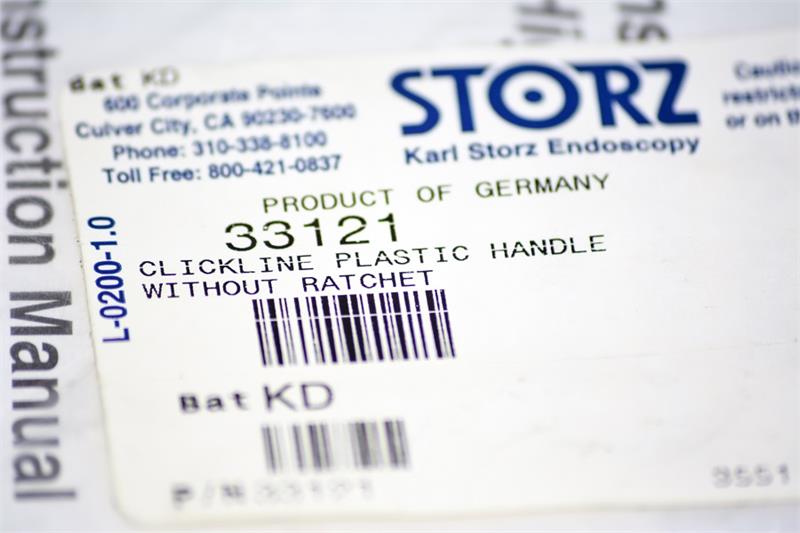 Instruction Manual
Bat KD
600 Corporate Pointe
Culver City, CA 90230-7600
Phone: 310-338-8100
Toll Free: 800-421-0837
STORZ
Karl Storz Endoscopy
Cautio
restricti
or on th
PRODUCT OF GERMANY
33121
CLICKLINE PLASTIC HANDLE
WITHOUT RATCHET
L-0200-1.0
Bat KD
P/N 33121
3551